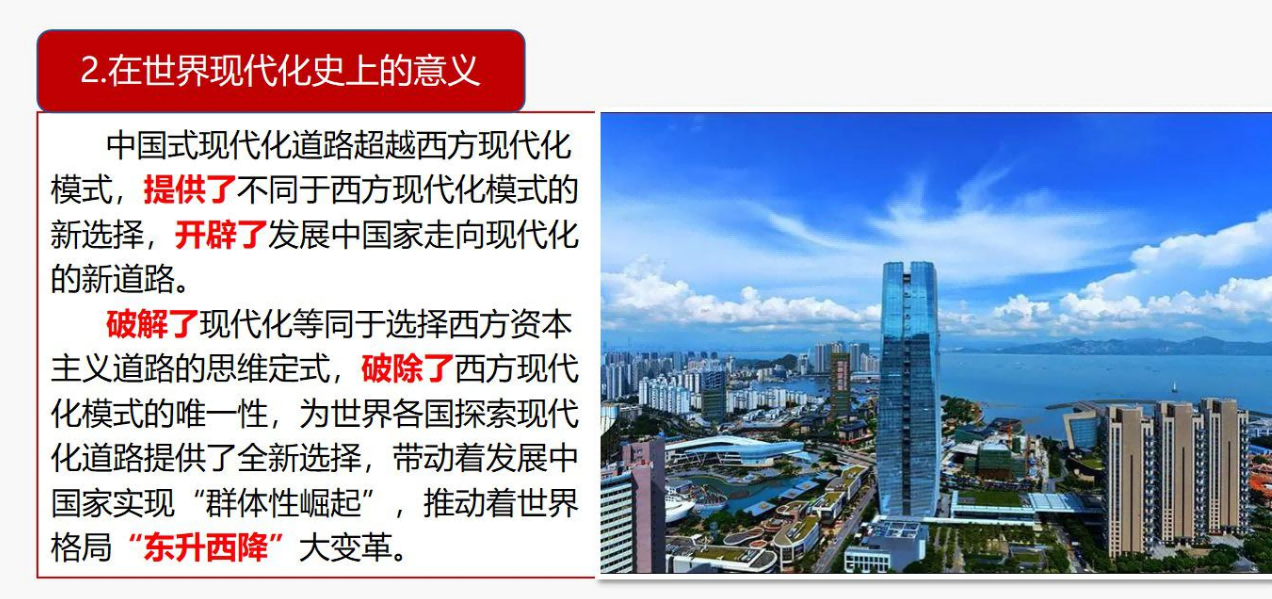 2.在世界现代化史上的意义
中国式现代化道路超越西方现代化
模式，提供了不同于西方现代化模式的
新选择，开辟了发展中国家走向现代化
的新道路。
破解了现代化等同于选择西方资本
主义道路的思维定式，破除了西方现代
化模式的唯一性，为世界各国探索现代
化道路提供了全新选择，带动着发展中
国家实现“群体性崛起”，推动着世界
格局“东升西降”大变革。